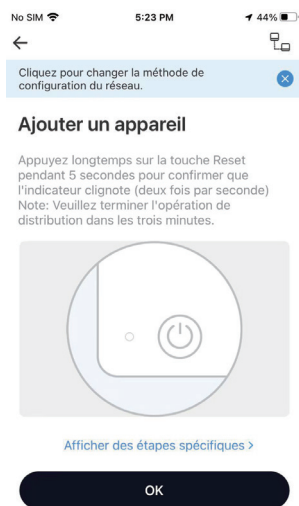 No SIM 5:23 PM 44%
Cliquez pour changer la méthode de
configuration du réseau.
Ajouter un appareil
Appuyez longtemps sur la touche Reset
pendant 5 secondes pour confirmer que
l'indicateur clignote (deux fois par seconde)
Note: Veuillez terminer l'opération de
distribution dans les trois minutes.
Afficher des étapes spécifiques >
OK